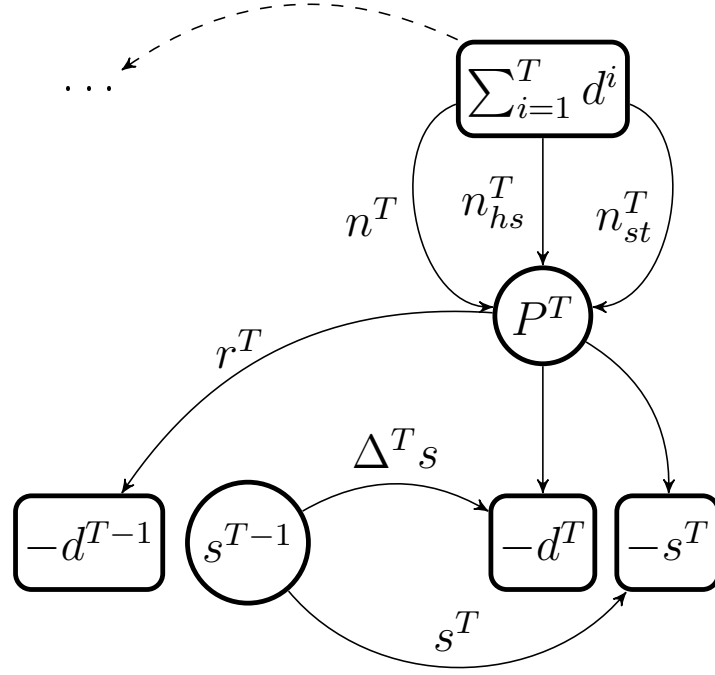 . . .
∑_{i=1}^{T} d^i
n^T
n_{hs}^T
n_{st}^T
P^T
r^T
Δ^T s
−d^{T−1}
s^{T−1}
−d^T
−s^T
s^T